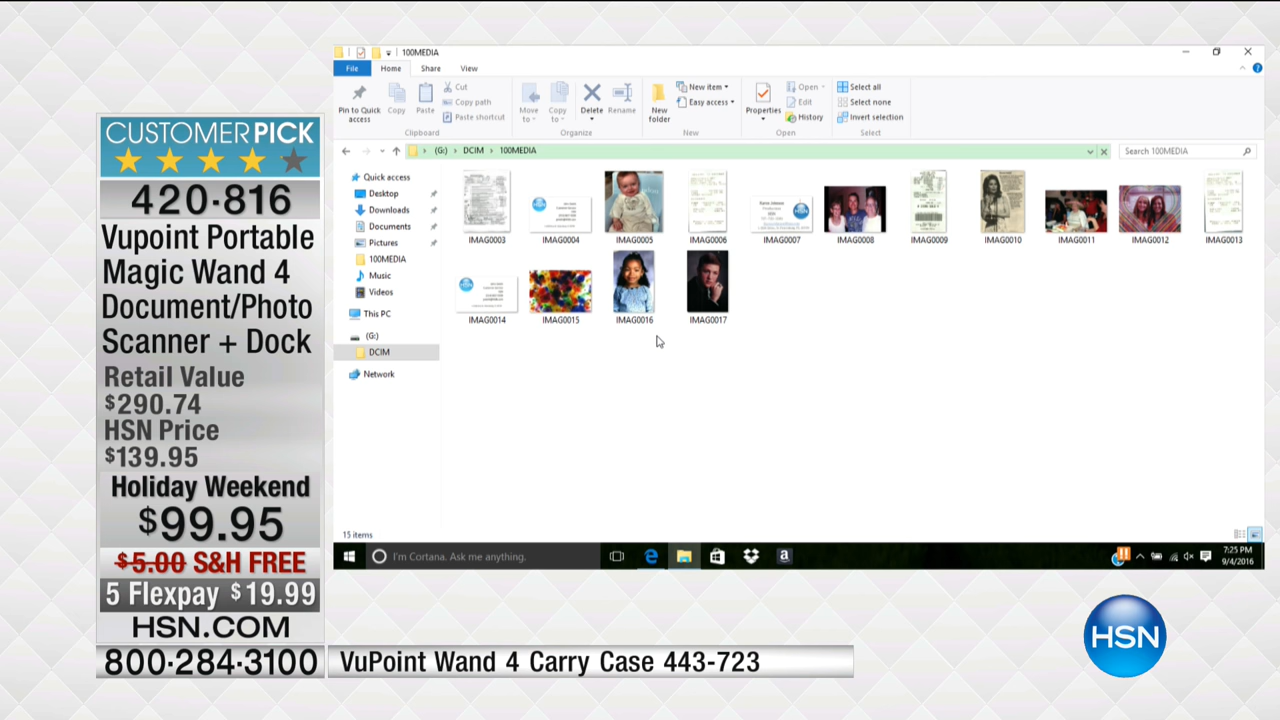 CUSTOMER PICK
420-816
Vupoint Portable
Magic Wand 4
Document/Photo
Scanner + Dock
Retail Value
$290.74
HSN Price
$139.95
Holiday Weekend
$99.95
$5.00 S&H FREE
5 Flexpay $19.99
HSN.COM
800-284-3100
VuPoint Wand 4 Carry Case 443-723
HSN
100MEDIA
File Home Share View
Pin to Quick access
Copy
Paste
Cut
Copy path
Paste shortcut
Clipboard
Move to
Copy to
Delete
Rename
Organize
New folder
New item
Easy access
New
Properties
Open
Edit
History
Open
Select all
Select none
Invert selection
Select
(G:) > DCIM > 100MEDIA
Search 100MEDIA
Quick access
Desktop
Downloads
Documents
Pictures
100MEDIA
Music
Videos
This PC
(G:)
DCIM
Network
IMAG0003 IMAG0004 IMAG0005 IMAG0006 IMAG0007 IMAG0008 IMAG0009 IMAG0010 IMAG0011 IMAG0012 IMAG0013
IMAG0014 IMAG0015 IMAG0016 IMAG0017
15 items
I'm Cortana. Ask me anything.
7:25 PM
9/4/2016